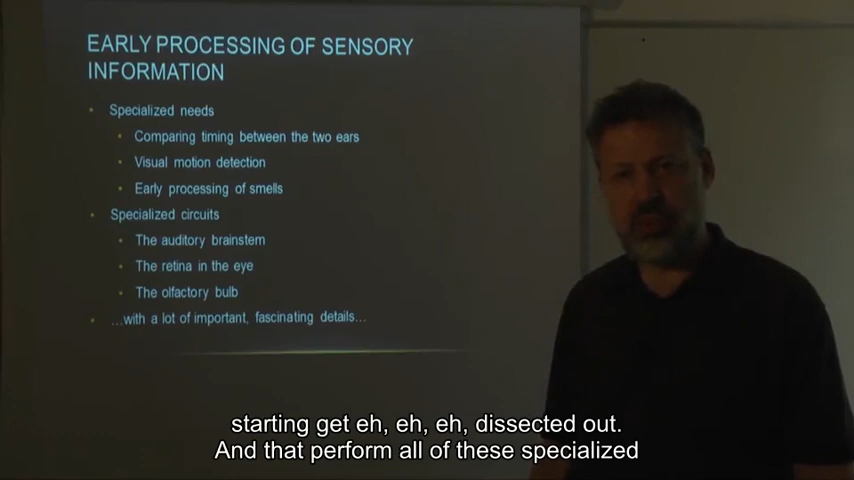 EARLY PROCESSING OF SENSORY
INFORMATION
• Specialized needs
• Comparing timing between the two ears
• Visual motion detection
• Early processing of smells
• Specialized circuits
• The auditory brainstem
• The retina in the eye
• The olfactory bulb
• ...with a lot of important, fascinating details...
starting get eh, eh, eh, dissected out.
And that perform all of these specialized